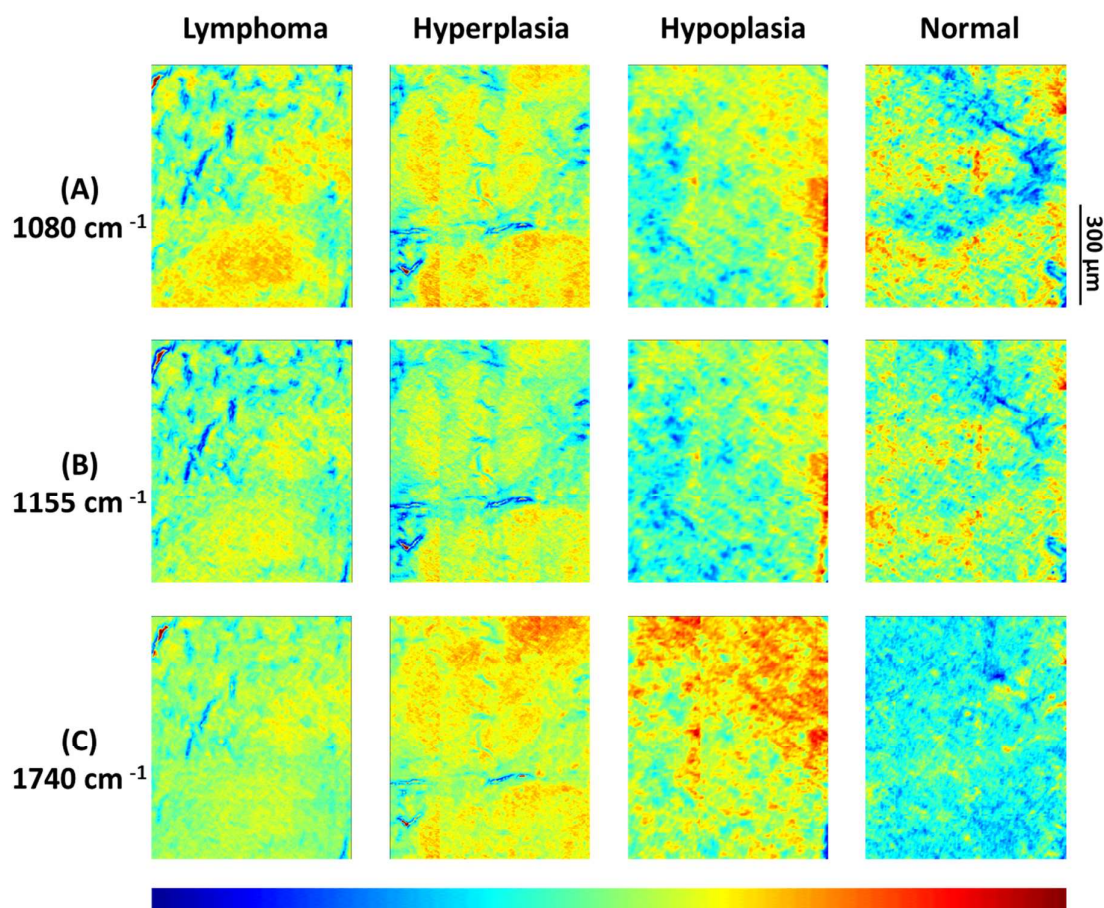 Lymphoma Hyperplasia Hypoplasia Normal
(A)
1080 cm -1
300 µm
(B)
1155 cm -1
(C)
1740 cm -1